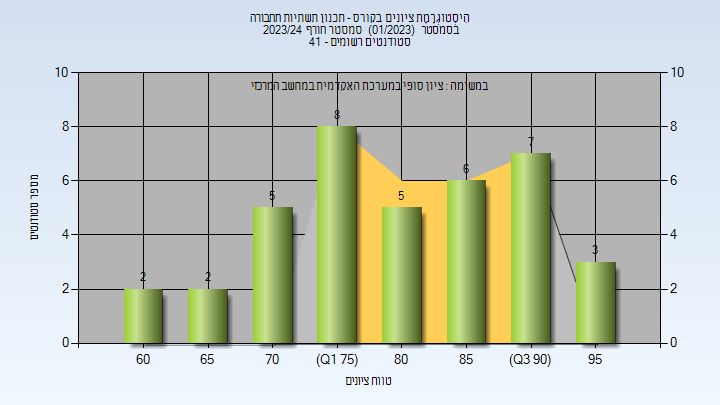 היסטוגרמת ציונים בקורס - תכנון תשתיות תחבורה
בסמסטר (01/2023) סמסטר חורף 2023/24
סטודנטים רשומים - 41
במשימה : ציון סופי במערכת האקדמית במחשב המרכזי
10 10
8 8
6 6
4 4
2 2
0 0
מספר סטודנטים
2 2 5 8 5 6 7 3
60 65 70 (Q1 75) 80 85 (Q3 90) 95
טווח ציונים